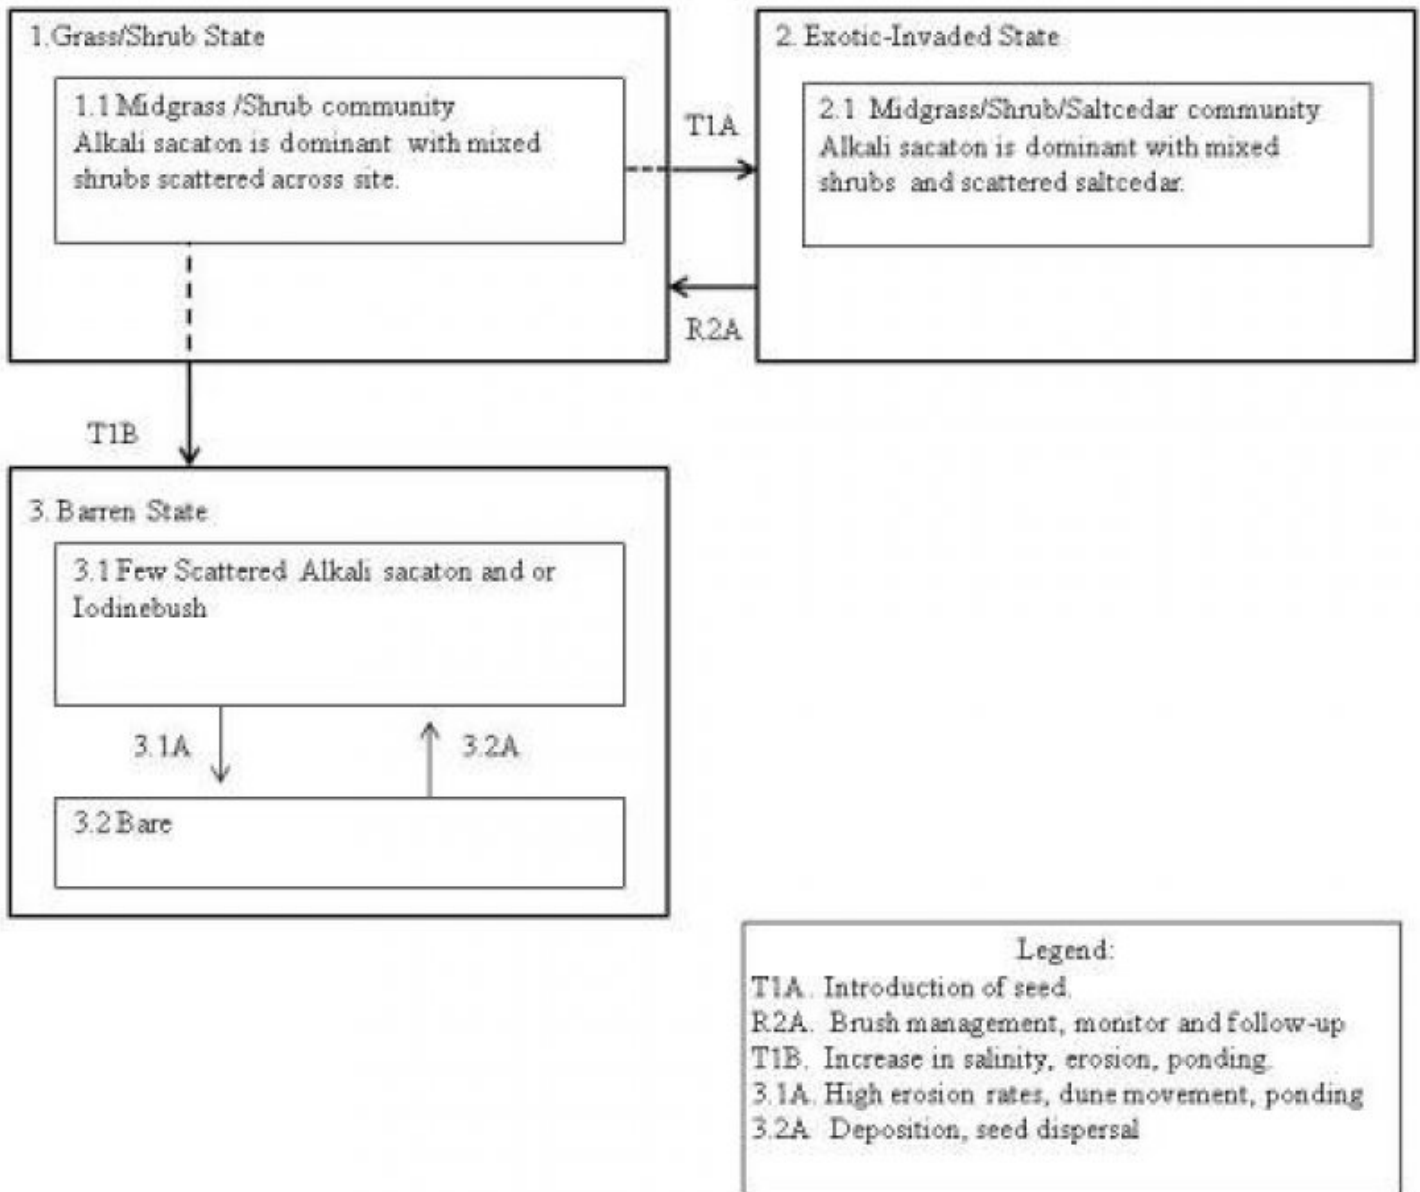 1.Grass/Shrub State
1.1 Midgrass /Shrub community
Alkali sacaton is dominant with mixed
shrubs scattered across site.
T1A
R2A
2. Exotic-Invaded State
2.1 Midgrass/Shrub/Saltcedar community
Alkali sacaton is dominant with mixed
shrubs and scattered saltcedar.
T1B
3. Barren State
3.1 Few Scattered Alkali sacaton and or
Iodinebush
3.1A
3.2A
3.2 Bare
Legend:
T1A. Introduction of seed.
R2A. Brush management, monitor and follow-up
T1B. Increase in salinity, erosion, ponding.
3.1A. High erosion rates, dune movement, ponding
3.2A Deposition, seed dispersal